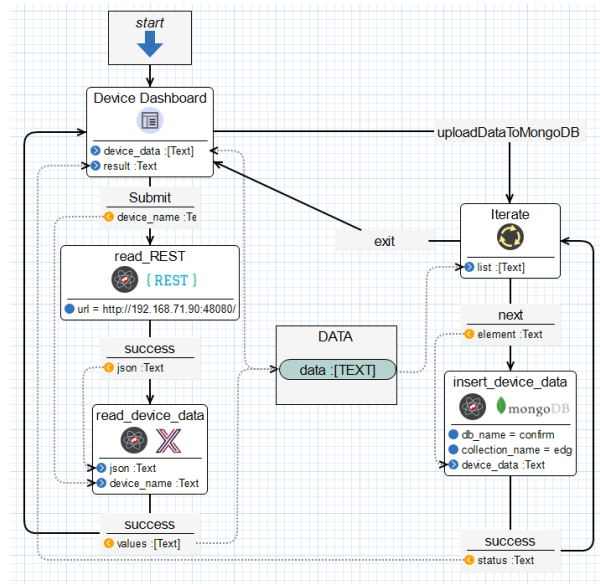 start
Device Dashboard
device_data :[Text]
result :Text
uploadDataToMongoDB
Submit
device_name :Te
Iterate
list :[Text]
exit
read_REST
{ REST }
url = http://192.168.71.90:48080/
next
element :Text
DATA
data :[TEXT]
success
json :Text
insert_device_data
mongoDB
db_name = confirm
collection_name = edg
device_data :Text
read_device_data
json :Text
device_name :Text
success
values :[Text]
success
status :Text